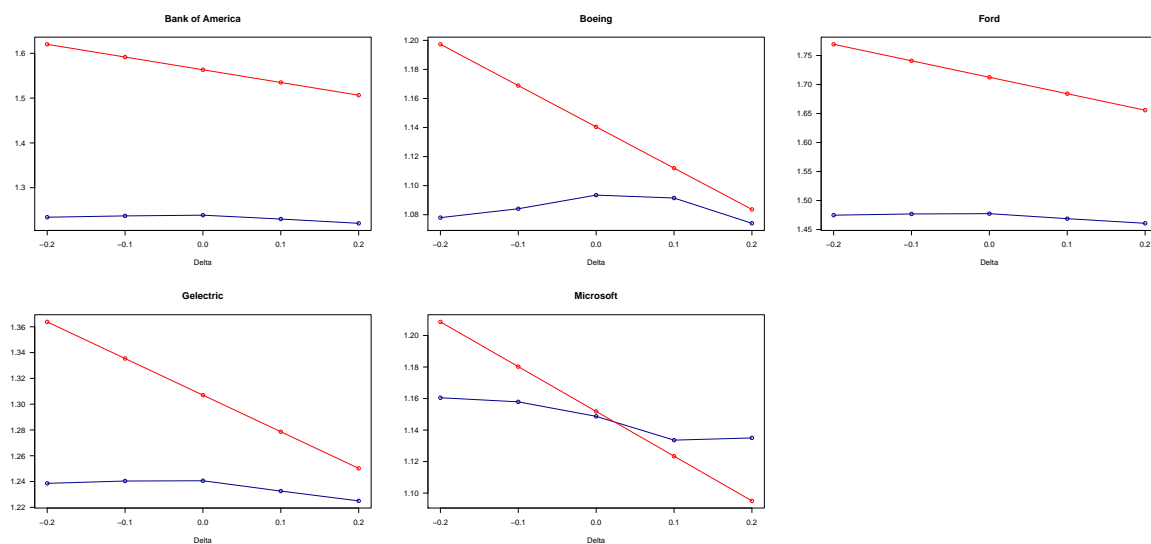 Bank of America
1.6
1.5
1.4
1.3
−0.2 −0.1 0.0 0.1 0.2
Delta
Boeing
1.20
1.18
1.16
1.14
1.12
1.10
1.08
−0.2 −0.1 0.0 0.1 0.2
Delta
Ford
1.75
1.70
1.65
1.60
1.55
1.50
1.45
−0.2 −0.1 0.0 0.1 0.2
Delta
Gelectric
1.36
1.34
1.32
1.30
1.28
1.26
1.24
1.22
−0.2 −0.1 0.0 0.1 0.2
Delta
Microsoft
1.20
1.18
1.16
1.14
1.12
1.10
−0.2 −0.1 0.0 0.1 0.2
Delta